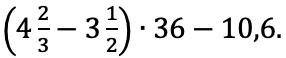 (4 2/3 − 3 1/2) · 36 − 10,6.